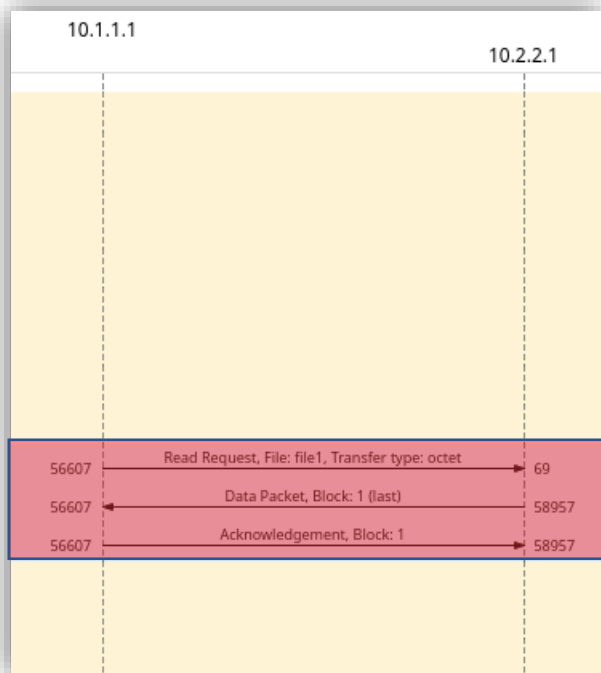 10.1.1.1
10.2.2.1
56607 Read Request, File: file1, Transfer type: octet 69
56607 Data Packet, Block: 1 (last) 58957
56607 Acknowledgement, Block: 1 58957